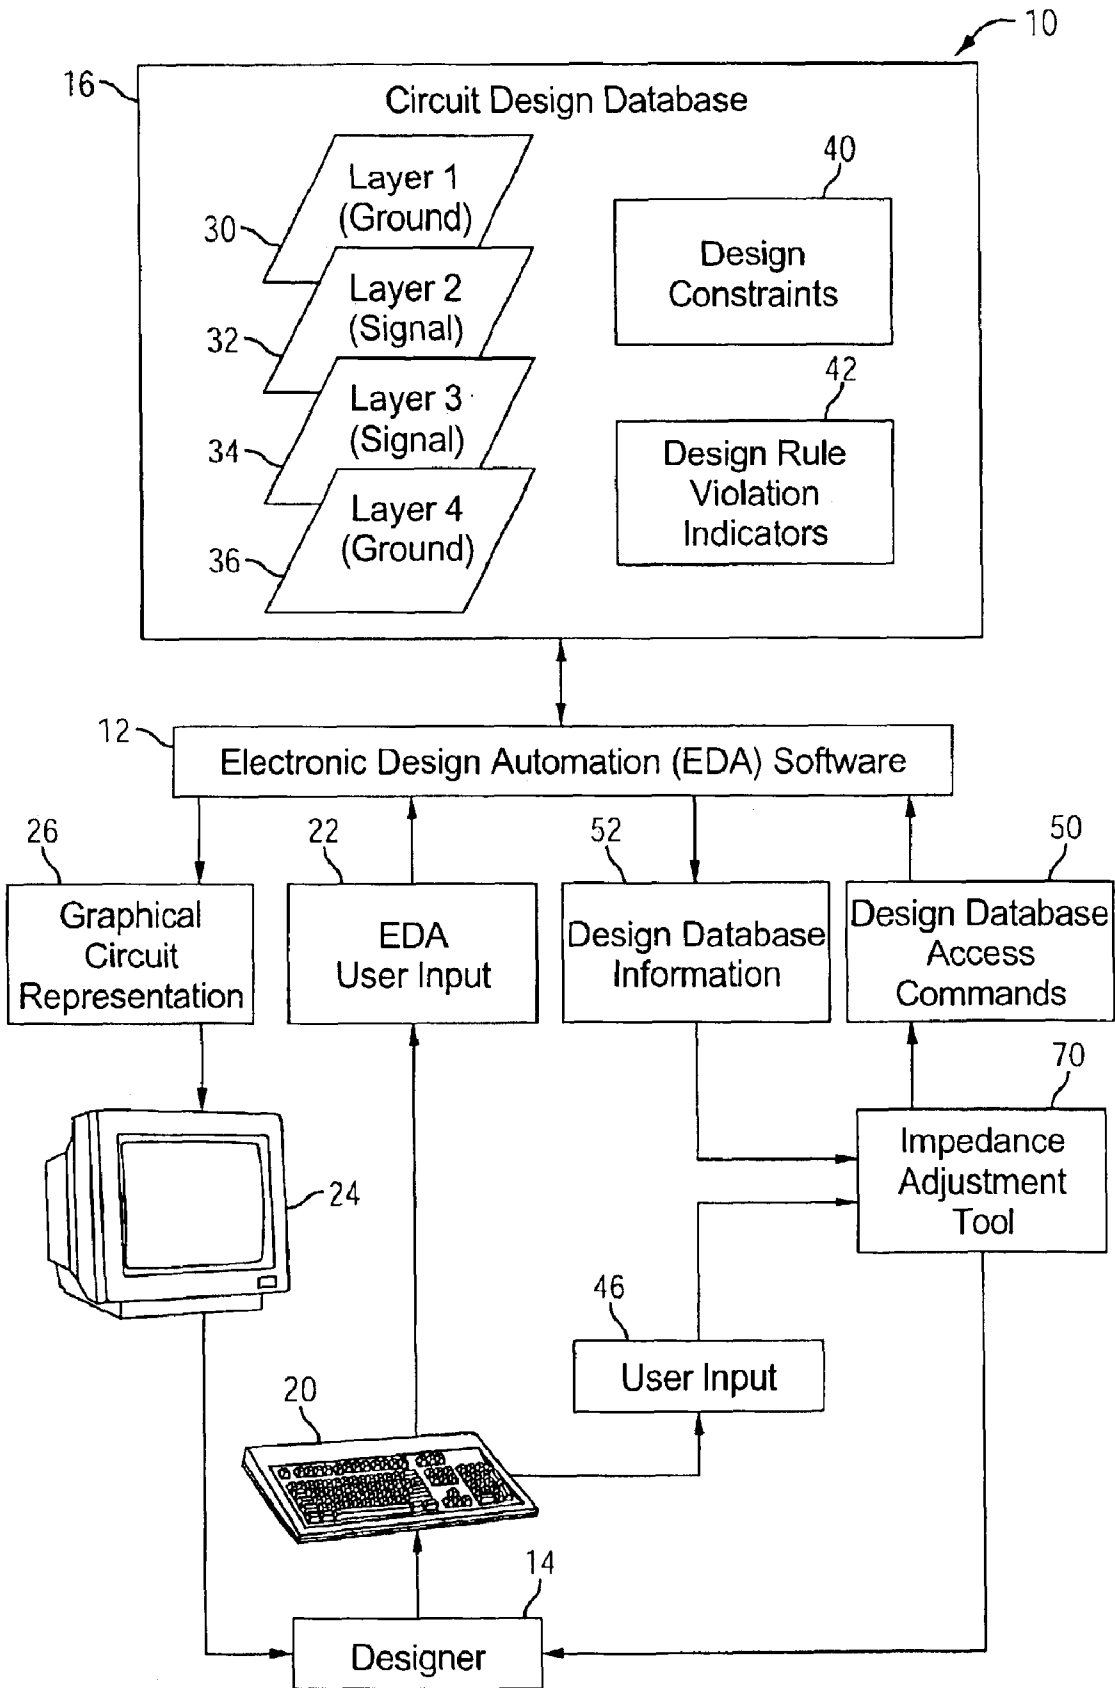 10
16
Circuit Design Database
Layer 1
(Ground)
30
Layer 2
(Signal)
32
Layer 3
(Signal)
34
Layer 4
(Ground)
36
40
Design
Constraints
42
Design Rule
Violation
Indicators
12
Electronic Design Automation (EDA) Software
26
Graphical
Circuit
Representation
22
EDA
User Input
52
Design Database
Information
50
Design Database
Access
Commands
24
70
Impedance
Adjustment
Tool
46
User Input
20
14
Designer